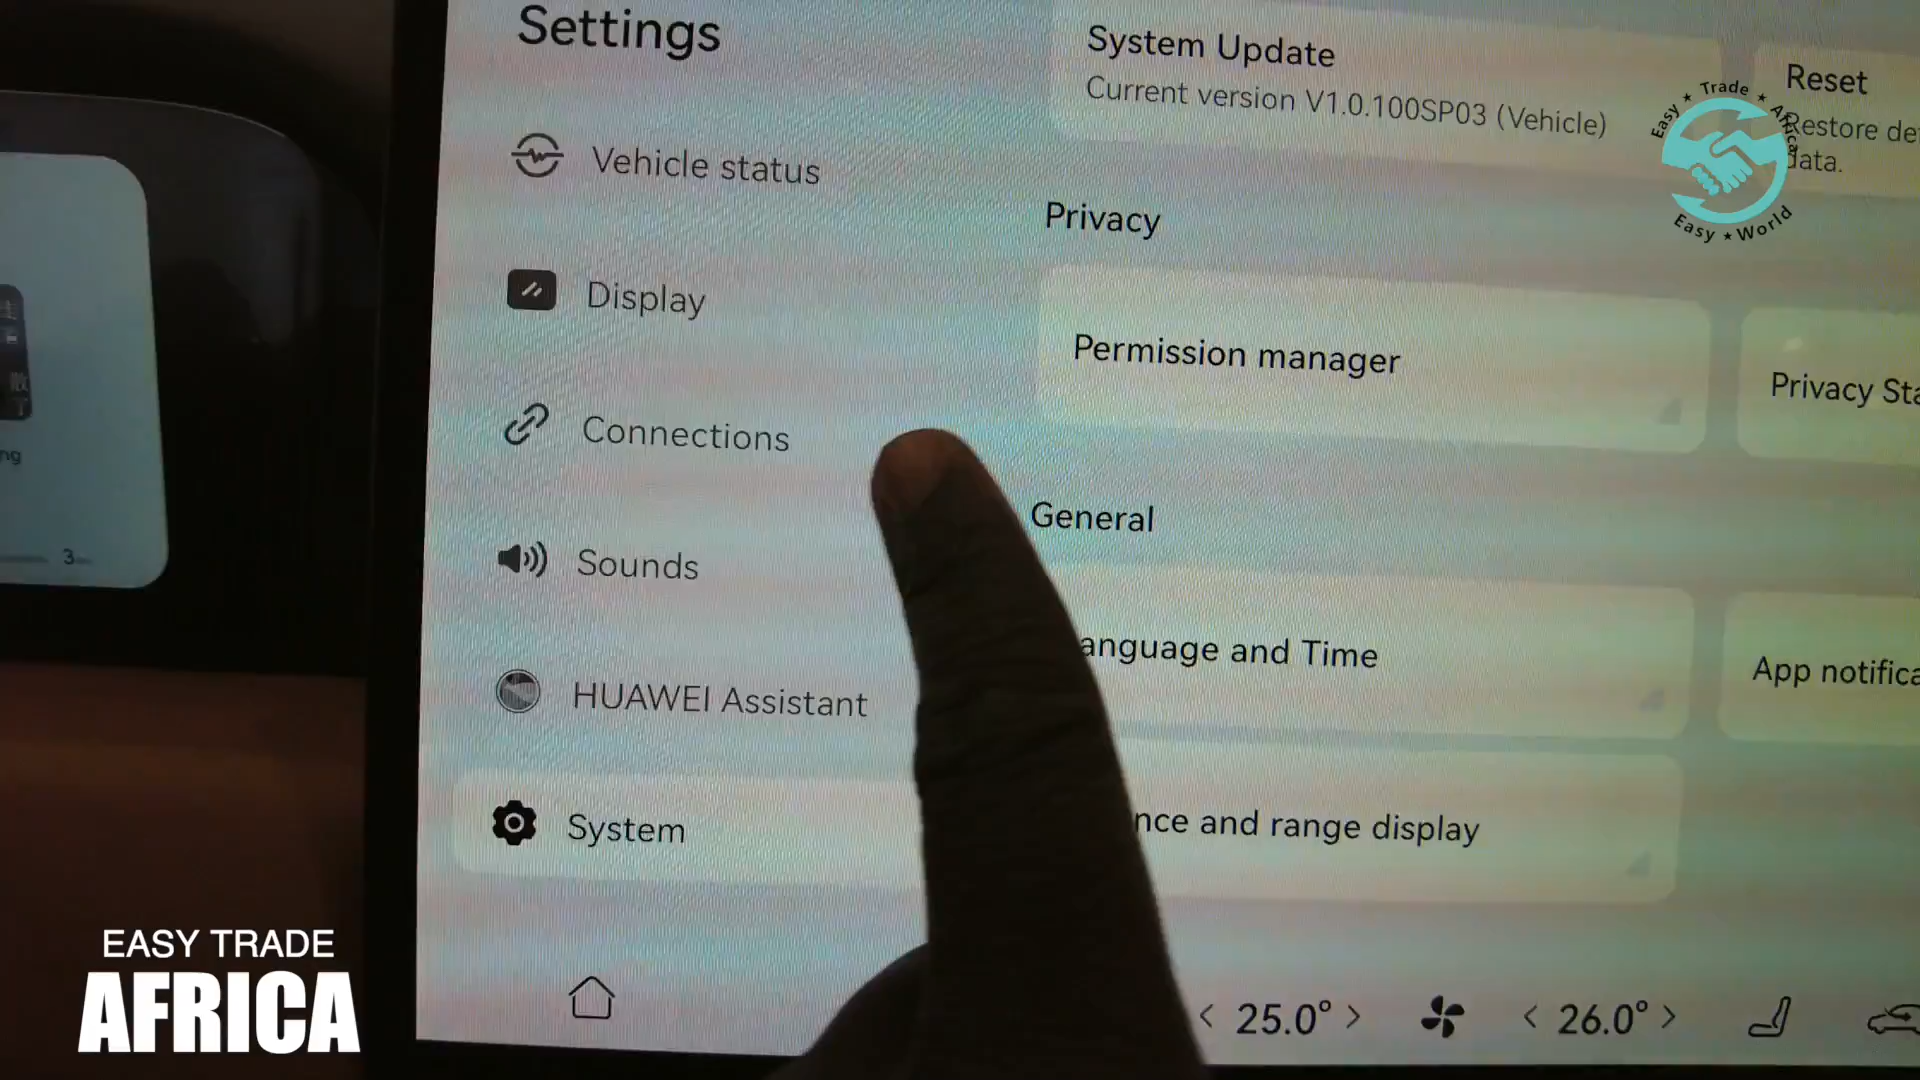 Settings
Vehicle status
Display
Connections
Sounds
HUAWEI Assistant
System
System Update
Current version V1.0.100SP03 (Vehicle)
Reset
Restore de
data.
Privacy
Permission manager
Privacy Sta
General
anguage and Time
App notifica
nce and range display
< 25.0° >
< 26.0° >
ng
3
Easy ★ Trade ★ Africa
Easy ★ World
EASY TRADE
AFRICA